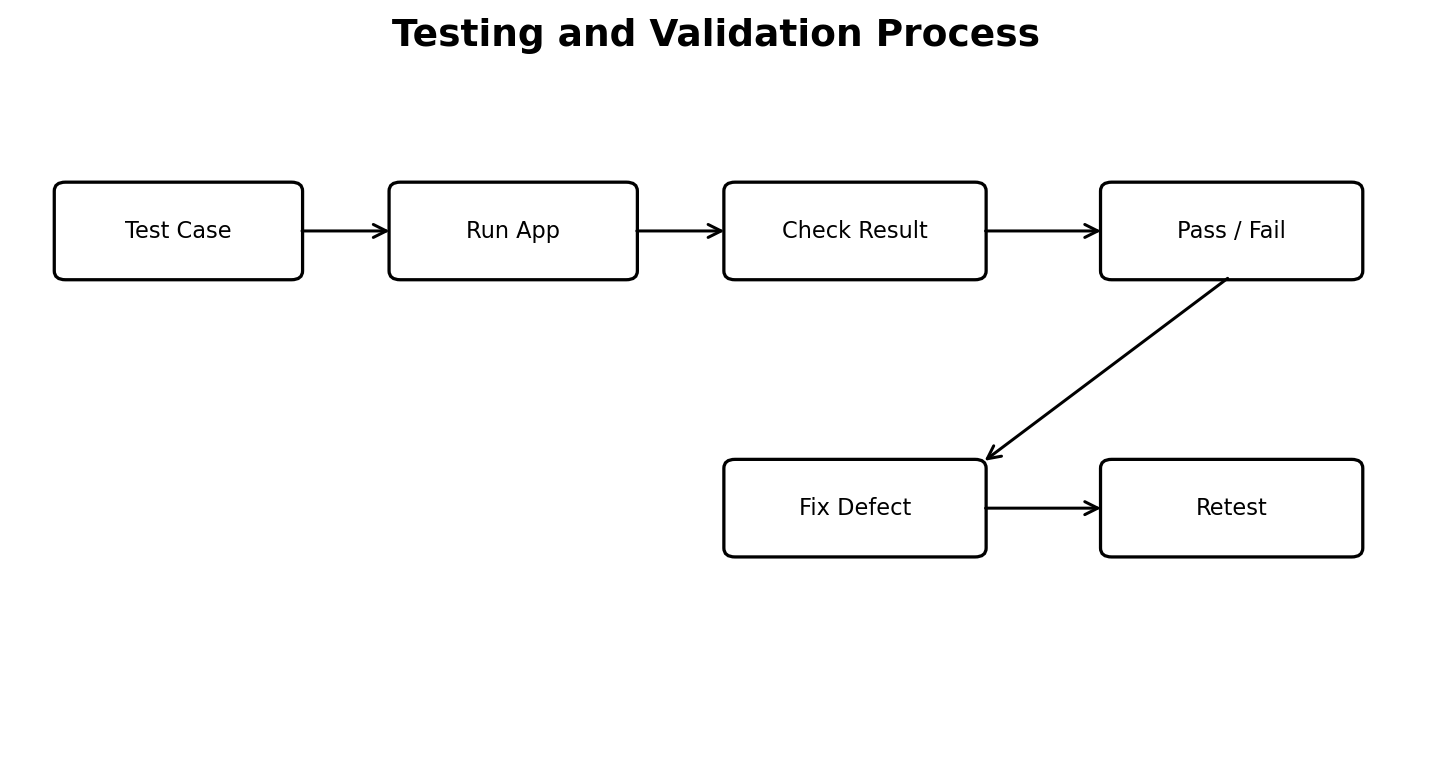 Testing and Validation Process
Test Case
Run App
Check Result
Pass / Fail
Fix Defect
Retest